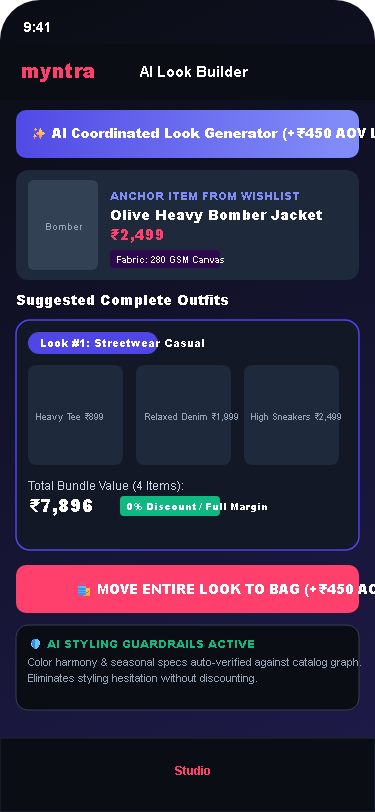 9:41
myntra
AI Look Builder
AI Coordinated Look Generator (+₹450 AOV L
Bomber
ANCHOR ITEM FROM WISHLIST
Olive Heavy Bomber Jacket
₹2,499
Fabric: 280 GSM Canvas
Suggested Complete Outfits
Look #1: Streetwear Casual
Heavy Tee ₹899
Relaxed Denim ₹1,999
High Sneakers ₹2,499
Total Bundle Value (4 Items):
₹7,896
0% Discount / Full Margin
MOVE ENTIRE LOOK TO BAG (+₹450 AO
AI STYLING GUARDRAILS ACTIVE
Color harmony & seasonal specs auto-verified against catalog graph.
Eliminates styling hesitation without discounting.
Studio